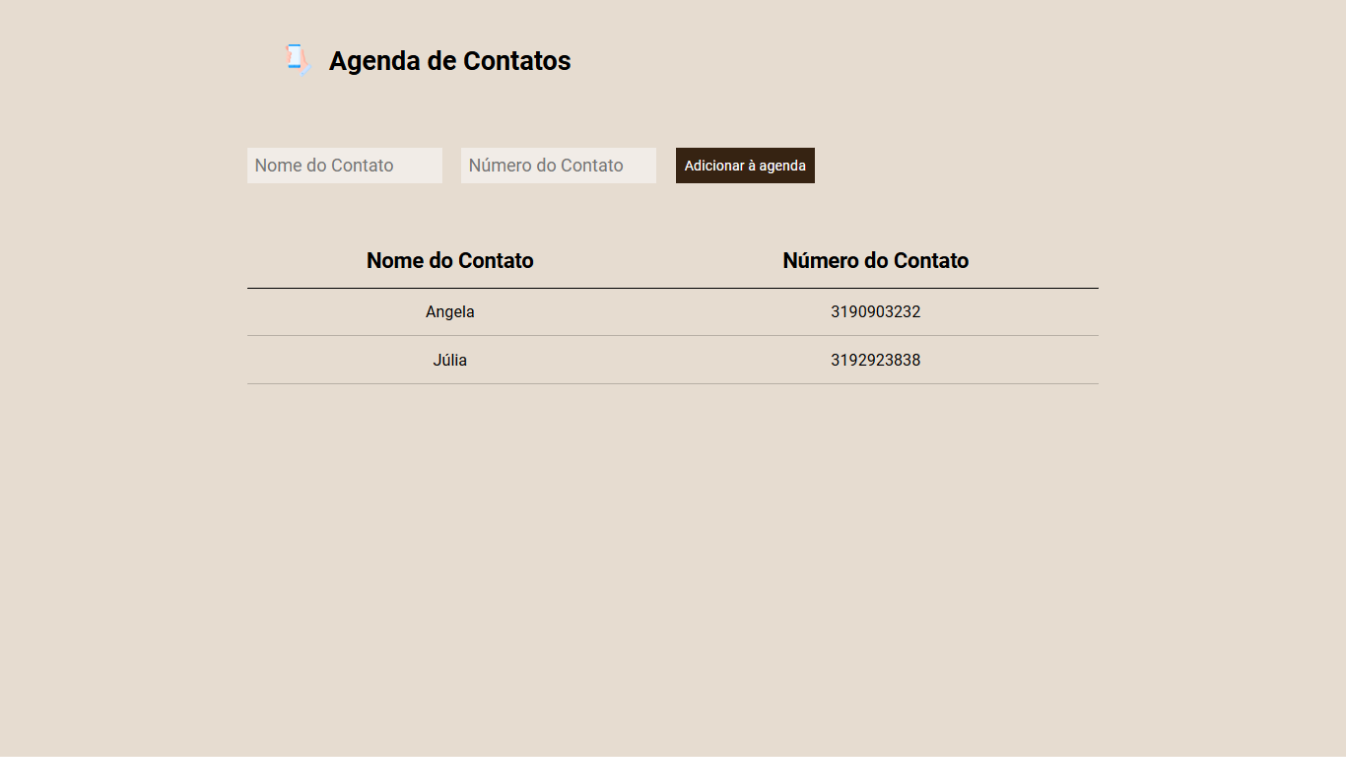 Agenda de Contatos
Nome do Contato Número do Contato Adicionar à agenda
Nome do Contato Número do Contato
Angela 3190903232
Júlia 3192923838